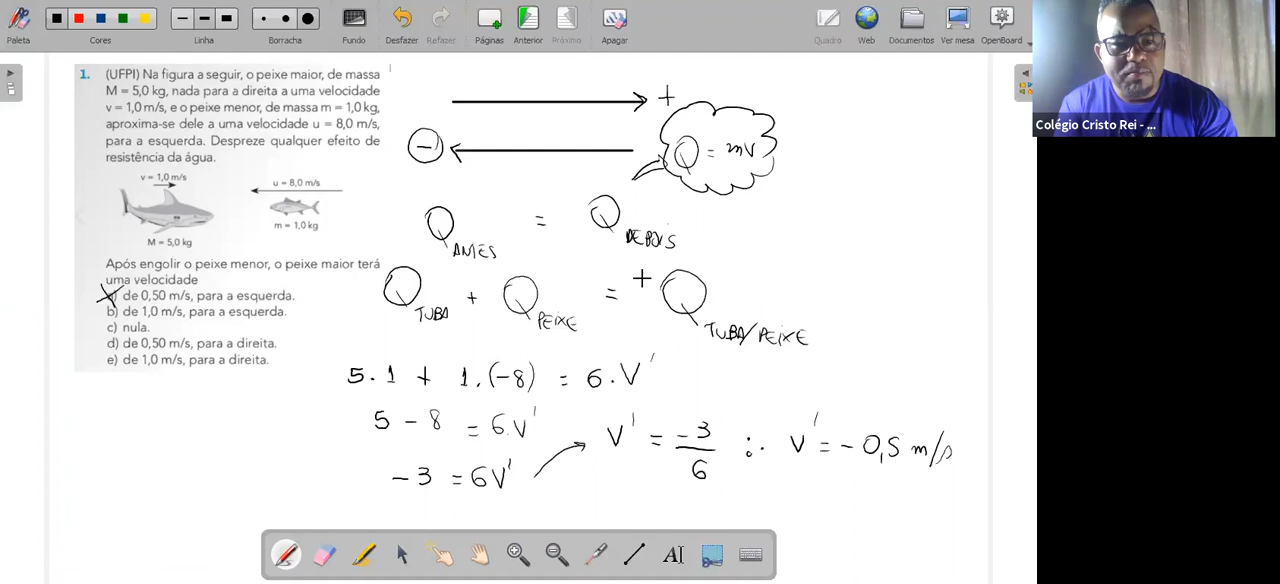 Paleta Cores Linha Borracha Fundo Desfazer Refazer Páginas Anterior Próximo Apagar Quadro Web Documentos Ver mesa OpenBoard
Colégio Cristo Rei - ...
1. (UFPI) Na figura a seguir, o peixe maior, de massa
M = 5,0 kg, nada para a direita a uma velocidade
v = 1,0 m/s, e o peixe menor, de massa m = 1,0 kg,
aproxima-se dele a uma velocidade u = 8,0 m/s,
para a esquerda. Despreze qualquer efeito de
resistência da água.
v = 1,0 m/s
u = 8,0 m/s
m = 1,0 kg
M = 5,0 kg
Após engolir o peixe menor, o peixe maior terá
uma velocidade
a) de 0,50 m/s, para a esquerda.
b) de 1,0 m/s, para a esquerda.
c) nula.
d) de 0,50 m/s, para a direita.
e) de 1,0 m/s, para a direita.
+
-
Q = mV
Q ANTES = Q DEPOIS
Q TUBA + Q PEIXE = + Q TUBA/PEIXE
5.1 + 1.(-8) = 6.V'
5 - 8 = 6.V'
-3 = 6V'
V' = -3/6 ∴ V' = -0,5 m/s
AI